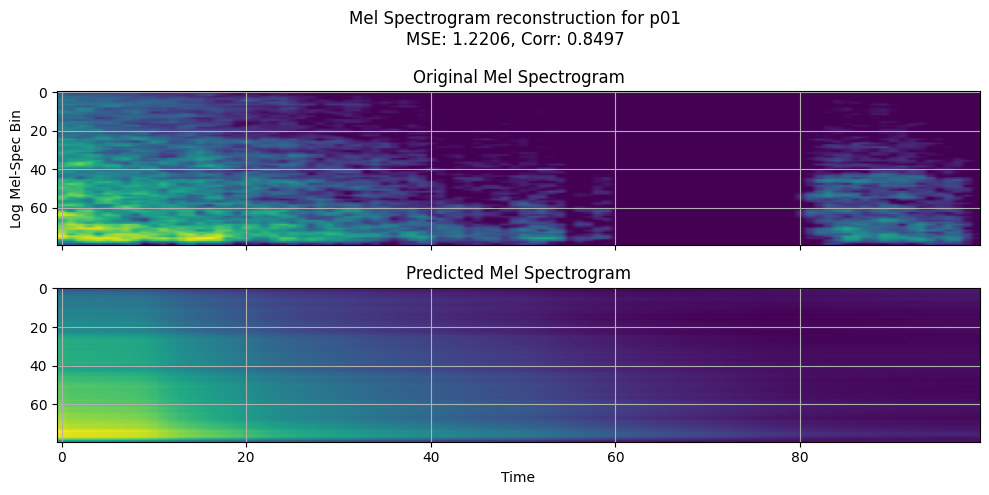 Mel Spectrogram reconstruction for p01
MSE: 1.2206, Corr: 0.8497
Original Mel Spectrogram
0
20
40
60
Log Mel-Spec Bin
Predicted Mel Spectrogram
0
20
40
60
0 20 40 60 80
Time